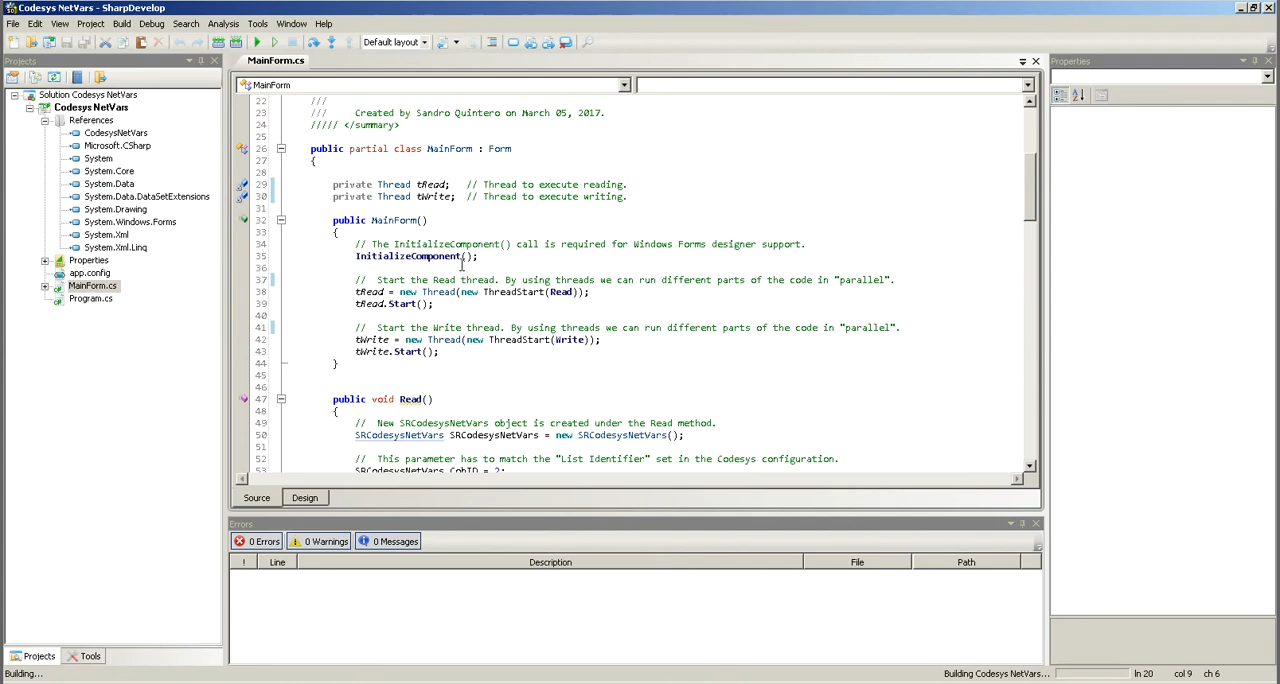 Codesys NetVars - SharpDevelop
File Edit View Project Build Debug Search Analysis Tools Window Help
Default layout
Projects
MainForm.cs
Properties
Solution Codesys NetVars
Codesys NetVars
References
CodesysNetVars
Microsoft.CSharp
System
System.Core
System.Data
System.Data.DataSetExtensions
System.Drawing
System.Windows.Forms
System.Xml
System.Xml.Linq
Properties
app.config
MainForm.cs
Program.cs
MainForm
22 ///
23 /// Created by Sandro Quintero on March 05, 2017.
24 ///// </summary>
25
26 public partial class MainForm : Form
27 {
28
29 private Thread tRead; // Thread to execute reading.
30 private Thread tWrite; // Thread to execute writing.
31
32 public MainForm()
33 {
34 // The InitializeComponent() call is required for Windows Forms designer support.
35 InitializeComponent();
36
37 // Start the Read thread. By using threads we can run different parts of the code in "parallel".
38 tRead = new Thread(new ThreadStart(Read));
39 tRead.Start();
40
41 // Start the Write thread. By using threads we can run different parts of the code in "parallel".
42 tWrite = new Thread(new ThreadStart(Write));
43 tWrite.Start();
44 }
45
46
47 public void Read()
48 {
49 // New SRCodesysNetVars object is created under the Read method.
50 SRCodesysNetVars SRCodesysNetVars = new SRCodesysNetVars();
51
52 // This parameter has to match the "List Identifier" set in the Codesys configuration.
53 SRCodesysNetVars.CobID = 2;
Source Design
Errors
0 Errors 0 Warnings 0 Messages
! Line Description File Path
Projects Tools
Building... Building Codesys NetVars... ln 20 col 9 ch 6